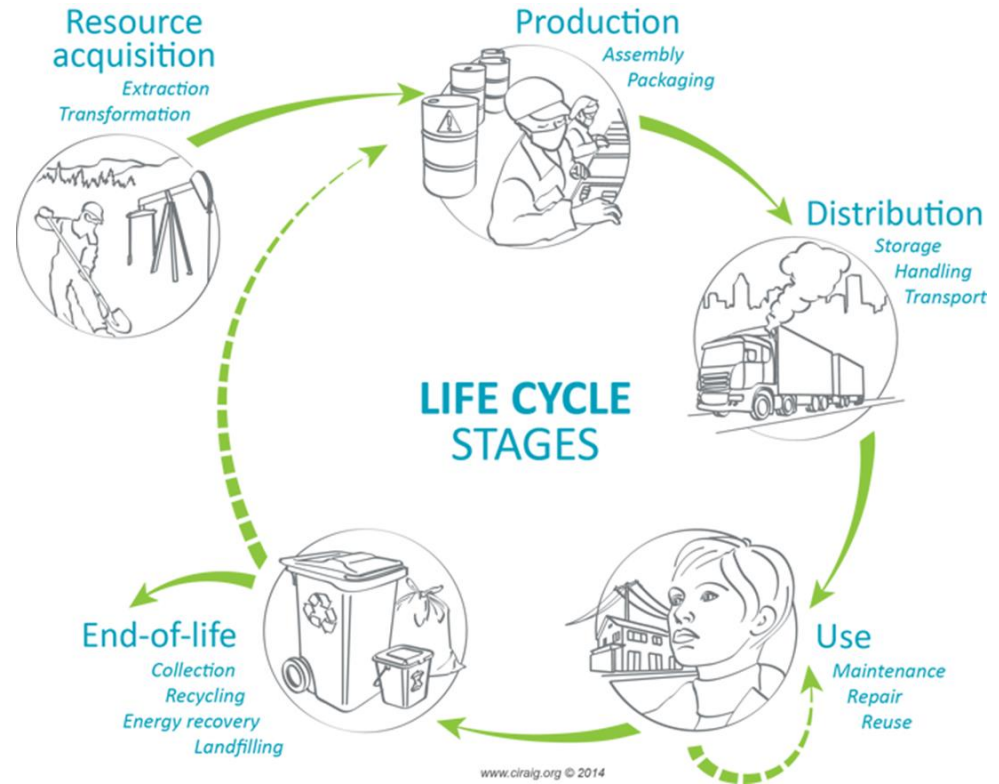 Resource
acquisition
Extraction
Transformation
Production
Assembly
Packaging
Distribution
Storage
Handling
Transport
LIFE CYCLE
STAGES
End-of-life
Collection
Recycling
Energy recovery
Landfilling
Use
Maintenance
Repair
Reuse
www.ciraig.org © 2014